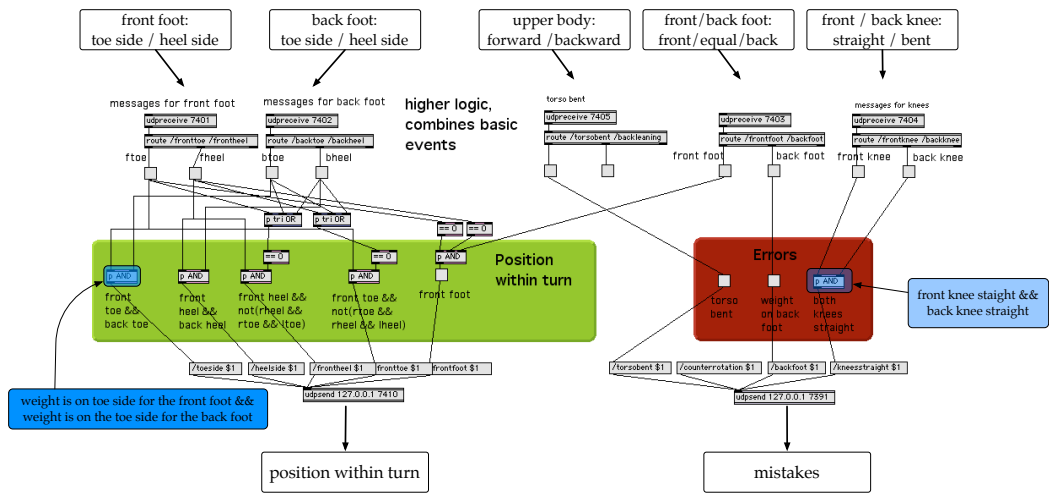 front foot:
toe side / heel side
back foot:
toe side / heel side
upper body:
forward /backward
front/back foot:
front/equal/back
front / back knee:
straight / bent
messages for front foot
messages for back foot
higher logic,
combines basic
events
torso bent
messages for knees
udpreceive 7401
udpreceive 7402
udpreceive 7405
udpreceive 7403
udpreceive 7404
route /fronttoe /frontheel
route /backtoe /backheel
route /torsobent /backleaning
route /frontfoot /backfoot
route /frontknee /backknee
ftoe
fheel
btoe
bheel
front foot
back foot
front knee
back knee
p tri OR
p tri OR
== 0
== 0
== 0
== 0
p AND
Position
within turn
Errors
p AND
p AND
p AND
p AND
p AND
front
toe &&
back toe
front
heel &&
back heel
front heel &&
not(rheel &&
rtoe && ltoe)
front toe &&
not(rtoe &&
rheel && lheel)
front foot
torso
bent
weight
on back
foot
both
knees
straight
front knee staight &&
back knee straight
/toeside $1
/heelside $1
/frontheel $1
fronttoe $1
frontfoot $1
/torsobent $1
/counterrotation $1
/backfoot $1
/kneesstraight $1
udpsend 127.0.0.1 7410
udpsend 127.0.0.1 7391
weight is on toe side for the front foot &&
weight is on the toe side for the back foot
position within turn
mistakes